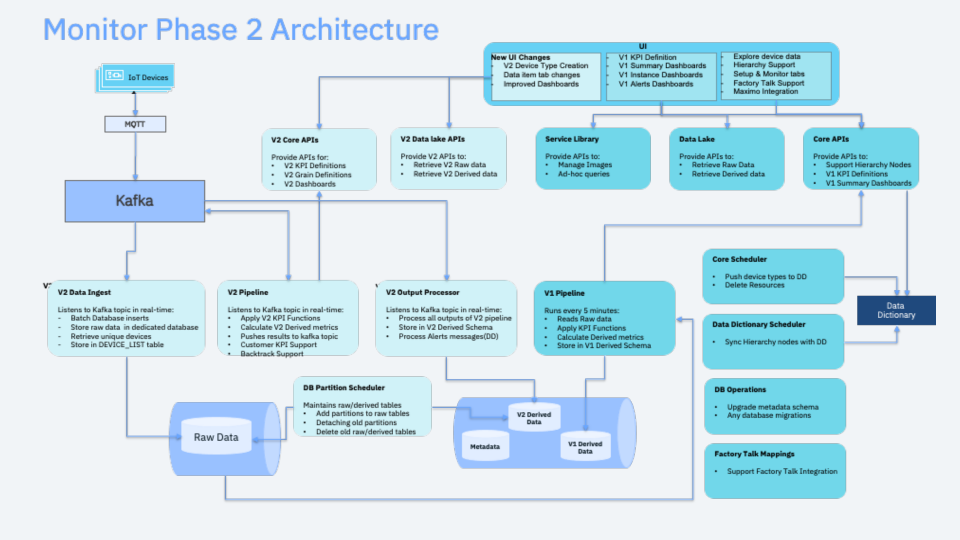 Monitor Phase 2 Architecture
UI
New UI Changes
- V2 Device Type Creation
- Data item tab changes
- Improved Dashboards
- V1 KPI Definition
- V1 Summary Dashboards
- V1 Instance Dashboards
- V1 Alerts Dashboards
- Explore device data
- Hierarchy Support
- Setup & Monitor tabs
- Factory Talk Support
- Maximo Integration
IoT Devices
MQTT
Kafka
V2 Core APIs
Provide APIs for:
• V2 KPI Definitions
• V2 Grain Definitions
• V2 Dashboards
V2 Data lake APIs
Provide V2 APIs to:
• Retrieve V2 Raw data
• Retrieve V2 Derived data
Service Library
Provide APIs to:
• Manage Images
• Ad-hoc queries
Data Lake
Provide APIs to:
• Retrieve Raw Data
• Retrieve Derived data
Core APIs
Provide APIs to:
• Support Hierarchy Nodes
• V1 KPI Definitions
• V1 Summary Dashboards
V2 Data Ingest
Listens to Kafka topic in real-time:
- Batch Database inserts
- Store raw data in dedicated database
- Retrieve unique devices
- Store in DEVICE_LIST table
V2 Pipeline
Listens to Kafka topic in real-time:
• Apply V2 KPI Functions
• Calculate V2 Derived metrics
• Pushes results to kafka topic
• Customer KPI Support
• Backtrack Support
V2 Output Processor
Listens to Kafka topic in real-time:
• Process all outputs of V2 pipeline
• Store in V2 Derived Schema
• Process Alerts messages(DD)
V1 Pipeline
Runs every 5 minutes:
• Reads Raw data
• Apply KPI Functions
• Calculate Derived metrics
• Store in V1 Derived Schema
Core Scheduler
• Push device types to DD
• Delete Resources
Data
Dictionary
Data Dictionary Scheduler
• Sync Hierarchy nodes with DD
DB Operations
• Upgrade metadata schema
• Any database migrations
Factory Talk Mappings
• Support Factory Talk Integration
DB Partition Scheduler
Maintains raw/derived tables
• Add partitions to raw tables
• Detaching old partitions
• Delete old raw/derived tables
Raw Data
V2 Derived
Data
Metadata
V1 Derived
Data